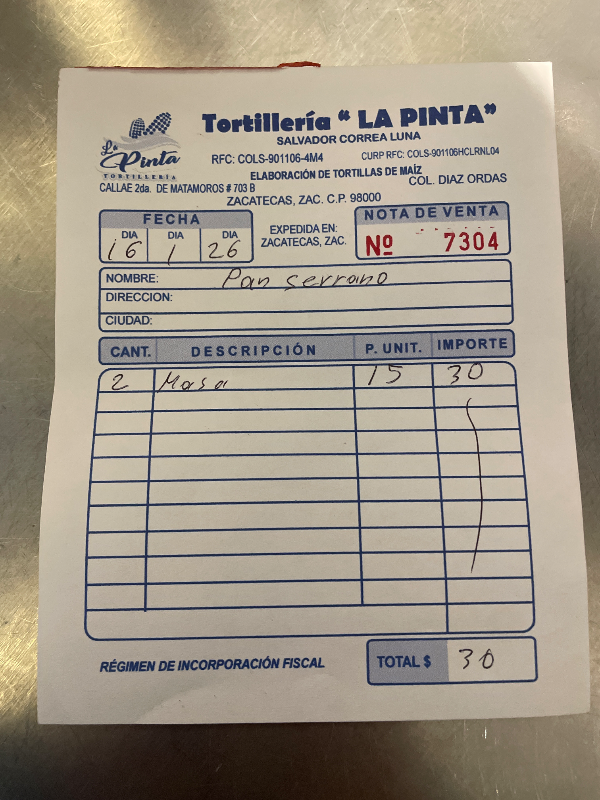 La Pinta
TORTILLERÍA
Tortillería " LA PINTA"
SALVADOR CORREA LUNA
RFC: COLS-901106-4M4 CURP RFC: COLS-901106HCLRNL04
ELABORACIÓN DE TORTILLAS DE MAÍZ
CALLAE 2da. DE MATAMOROS # 703 B COL. DIAZ ORDAS
ZACATECAS, ZAC. C.P. 98000
FECHA
DIA DIA DIA
16 1 26
EXPEDIDA EN:
ZACATECAS, ZAC.
NOTA DE VENTA
Nº 7304
NOMBRE: Pan serrano
DIRECCION:
CIUDAD:
CANT. DESCRIPCIÓN P. UNIT. IMPORTE
2 Masa 15 30
RÉGIMEN DE INCORPORACIÓN FISCAL TOTAL $ 30